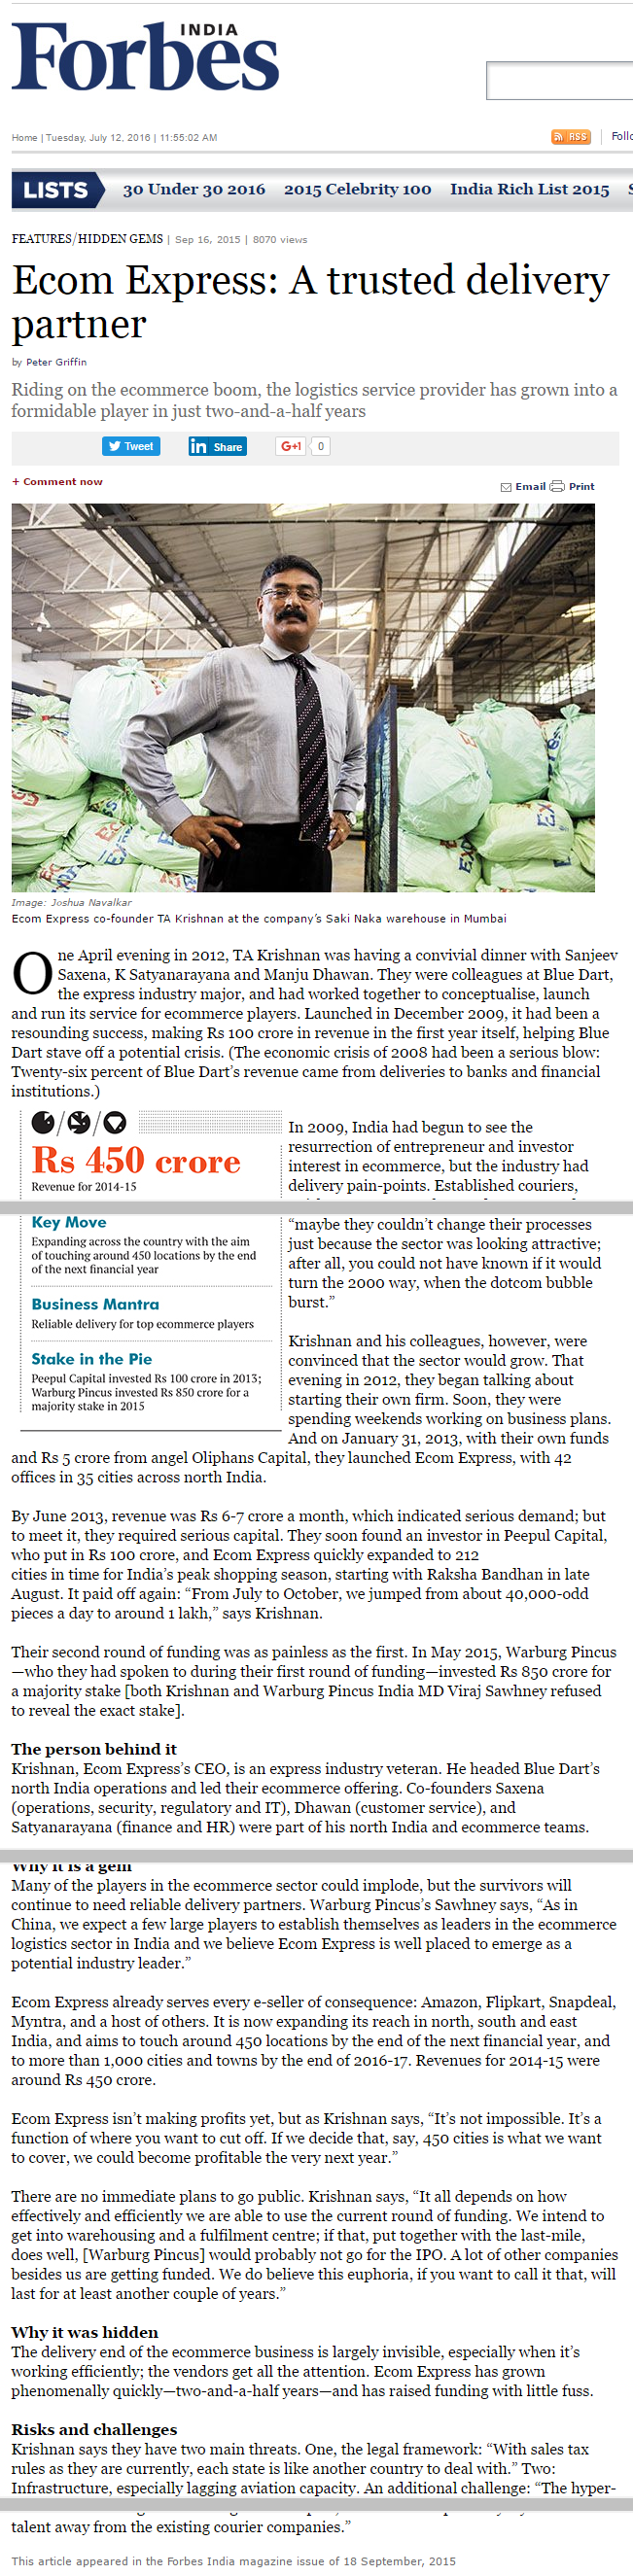 Forbes
INDIA
Home | Tuesday, July 12, 2016 | 11:55:02 AM
RSS
LISTS
30 Under 30 2016 2015 Celebrity 100 India Rich List 2015
FEATURES/HIDDEN GEMS | Sep 16, 2015 | 8070 views
Ecom Express: A trusted delivery
partner
by Peter Griffin
Riding on the ecommerce boom, the logistics service provider has grown into a
formidable player in just two-and-a-half years
Tweet
in Share
G+1 0
+ Comment now
Email Print
Image: Joshua Navalkar
Ecom Express co-founder TA Krishnan at the company’s Saki Naka warehouse in Mumbai
One April evening in 2012, TA Krishnan was having a convivial dinner with Sanjeev
Saxena, K Satyanarayana and Manju Dhawan. They were colleagues at Blue Dart,
the express industry major, and had worked together to conceptualise, launch
and run its service for ecommerce players. Launched in December 2009, it had been a
resounding success, making Rs 100 crore in revenue in the first year itself, helping Blue
Dart stave off a potential crisis. (The economic crisis of 2008 had been a serious blow:
Twenty-six percent of Blue Dart’s revenue came from deliveries to banks and financial
institutions.)
Rs 450 crore
Revenue for 2014-15
Key Move
Expanding across the country with the aim
of touching around 450 locations by the end
of the next financial year
Business Mantra
Reliable delivery for top ecommerce players
Stake in the Pie
Peepul Capital invested Rs 100 crore in 2013;
Warburg Pincus invested Rs 850 crore for a
majority stake in 2015
In 2009, India had begun to see the
resurrection of entrepreneur and investor
interest in ecommerce, but the industry had
delivery pain-points. Established couriers,
“maybe they couldn’t change their processes
just because the sector was looking attractive;
after all, you could not have known if it would
turn the 2000 way, when the dotcom bubble
burst.”
Krishnan and his colleagues, however, were
convinced that the sector would grow. That
evening in 2012, they began talking about
starting their own firm. Soon, they were
spending weekends working on business plans.
And on January 31, 2013, with their own funds
and Rs 5 crore from angel Oliphans Capital, they launched Ecom Express, with 42
offices in 35 cities across north India.
By June 2013, revenue was Rs 6-7 crore a month, which indicated serious demand; but
to meet it, they required serious capital. They soon found an investor in Peepul Capital,
who put in Rs 100 crore, and Ecom Express quickly expanded to 212
cities in time for India’s peak shopping season, starting with Raksha Bandhan in late
August. It paid off again: “From July to October, we jumped from about 40,000-odd
pieces a day to around 1 lakh,” says Krishnan.
Their second round of funding was as painless as the first. In May 2015, Warburg Pincus
—who they had spoken to during their first round of funding—invested Rs 850 crore for
a majority stake [both Krishnan and Warburg Pincus India MD Viraj Sawhney refused
to reveal the exact stake].
The person behind it
Krishnan, Ecom Express’s CEO, is an express industry veteran. He headed Blue Dart’s
north India operations and led their ecommerce offering. Co-founders Saxena
(operations, security, regulatory and IT), Dhawan (customer service), and
Satyanarayana (finance and HR) were part of his north India and ecommerce teams.
Why it is a gem
Many of the players in the ecommerce sector could implode, but the survivors will
continue to need reliable delivery partners. Warburg Pincus’s Sawhney says, “As in
China, we expect a few large players to establish themselves as leaders in the ecommerce
logistics sector in India and we believe Ecom Express is well placed to emerge as a
potential industry leader.”
Ecom Express already serves every e-seller of consequence: Amazon, Flipkart, Snapdeal,
Myntra, and a host of others. It is now expanding its reach in north, south and east
India, and aims to touch around 450 locations by the end of the next financial year, and
to more than 1,000 cities and towns by the end of 2016-17. Revenues for 2014-15 were
around Rs 450 crore.
Ecom Express isn’t making profits yet, but as Krishnan says, “It’s not impossible. It’s a
function of where you want to cut off. If we decide that, say, 450 cities is what we want
to cover, we could become profitable the very next year.”
There are no immediate plans to go public. Krishnan says, “It all depends on how
effectively and efficiently we are able to use the current round of funding. We intend to
get into warehousing and a fulfilment centre; if that, put together with the last-mile,
does well, [Warburg Pincus] would probably not go for the IPO. A lot of other companies
besides us are getting funded. We do believe this euphoria, if you want to call it that, will
last for at least another couple of years.”
Why it was hidden
The delivery end of the ecommerce business is largely invisible, especially when it’s
working efficiently; the vendors get all the attention. Ecom Express has grown
phenomenally quickly—two-and-a-half years—and has raised funding with little fuss.
Risks and challenges
Krishnan says they have two main threats. One, the legal framework: “With sales tax
rules as they are currently, each state is like another country to deal with.” Two:
Infrastructure, especially lagging aviation capacity. An additional challenge: “The hyper-
talent away from the existing courier companies.”
This article appeared in the Forbes India magazine issue of 18 September, 2015